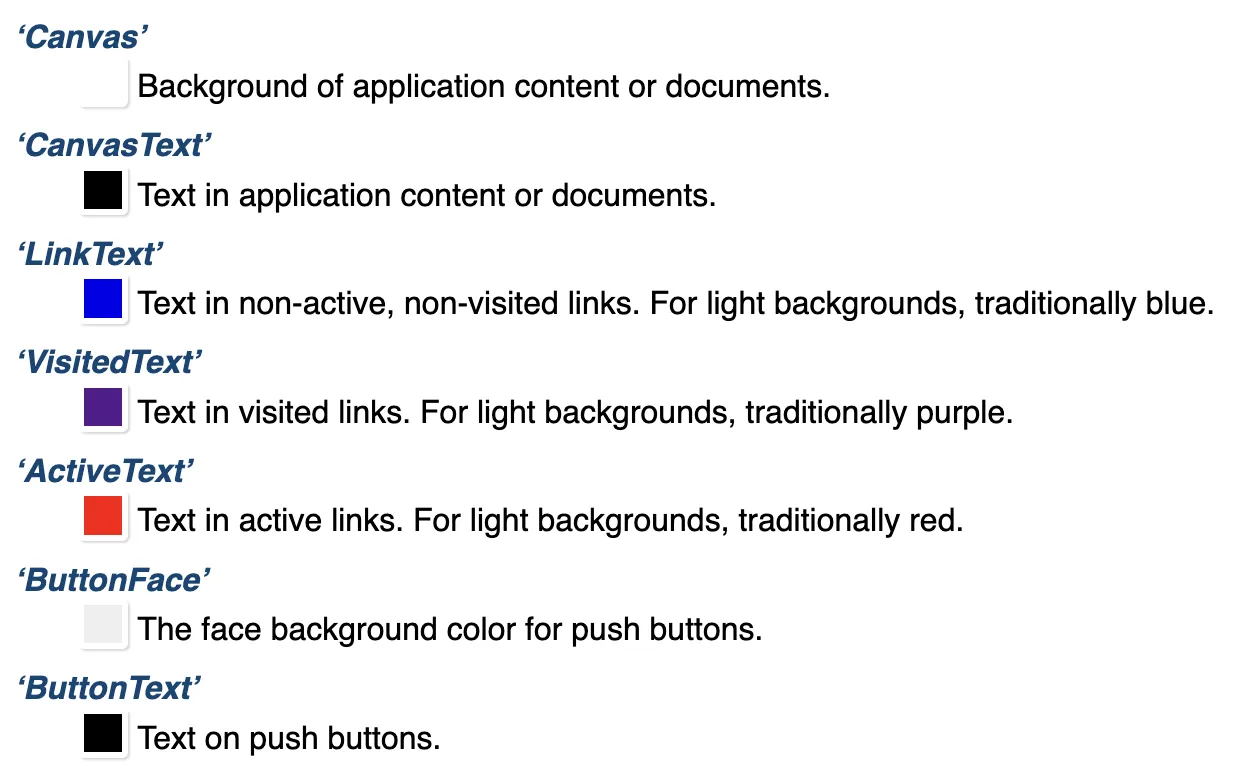 ‘Canvas’
Background of application content or documents.
‘CanvasText’
Text in application content or documents.
‘LinkText’
Text in non-active, non-visited links. For light backgrounds, traditionally blue.
‘VisitedText’
Text in visited links. For light backgrounds, traditionally purple.
‘ActiveText’
Text in active links. For light backgrounds, traditionally red.
‘ButtonFace’
The face background color for push buttons.
‘ButtonText’
Text on push buttons.